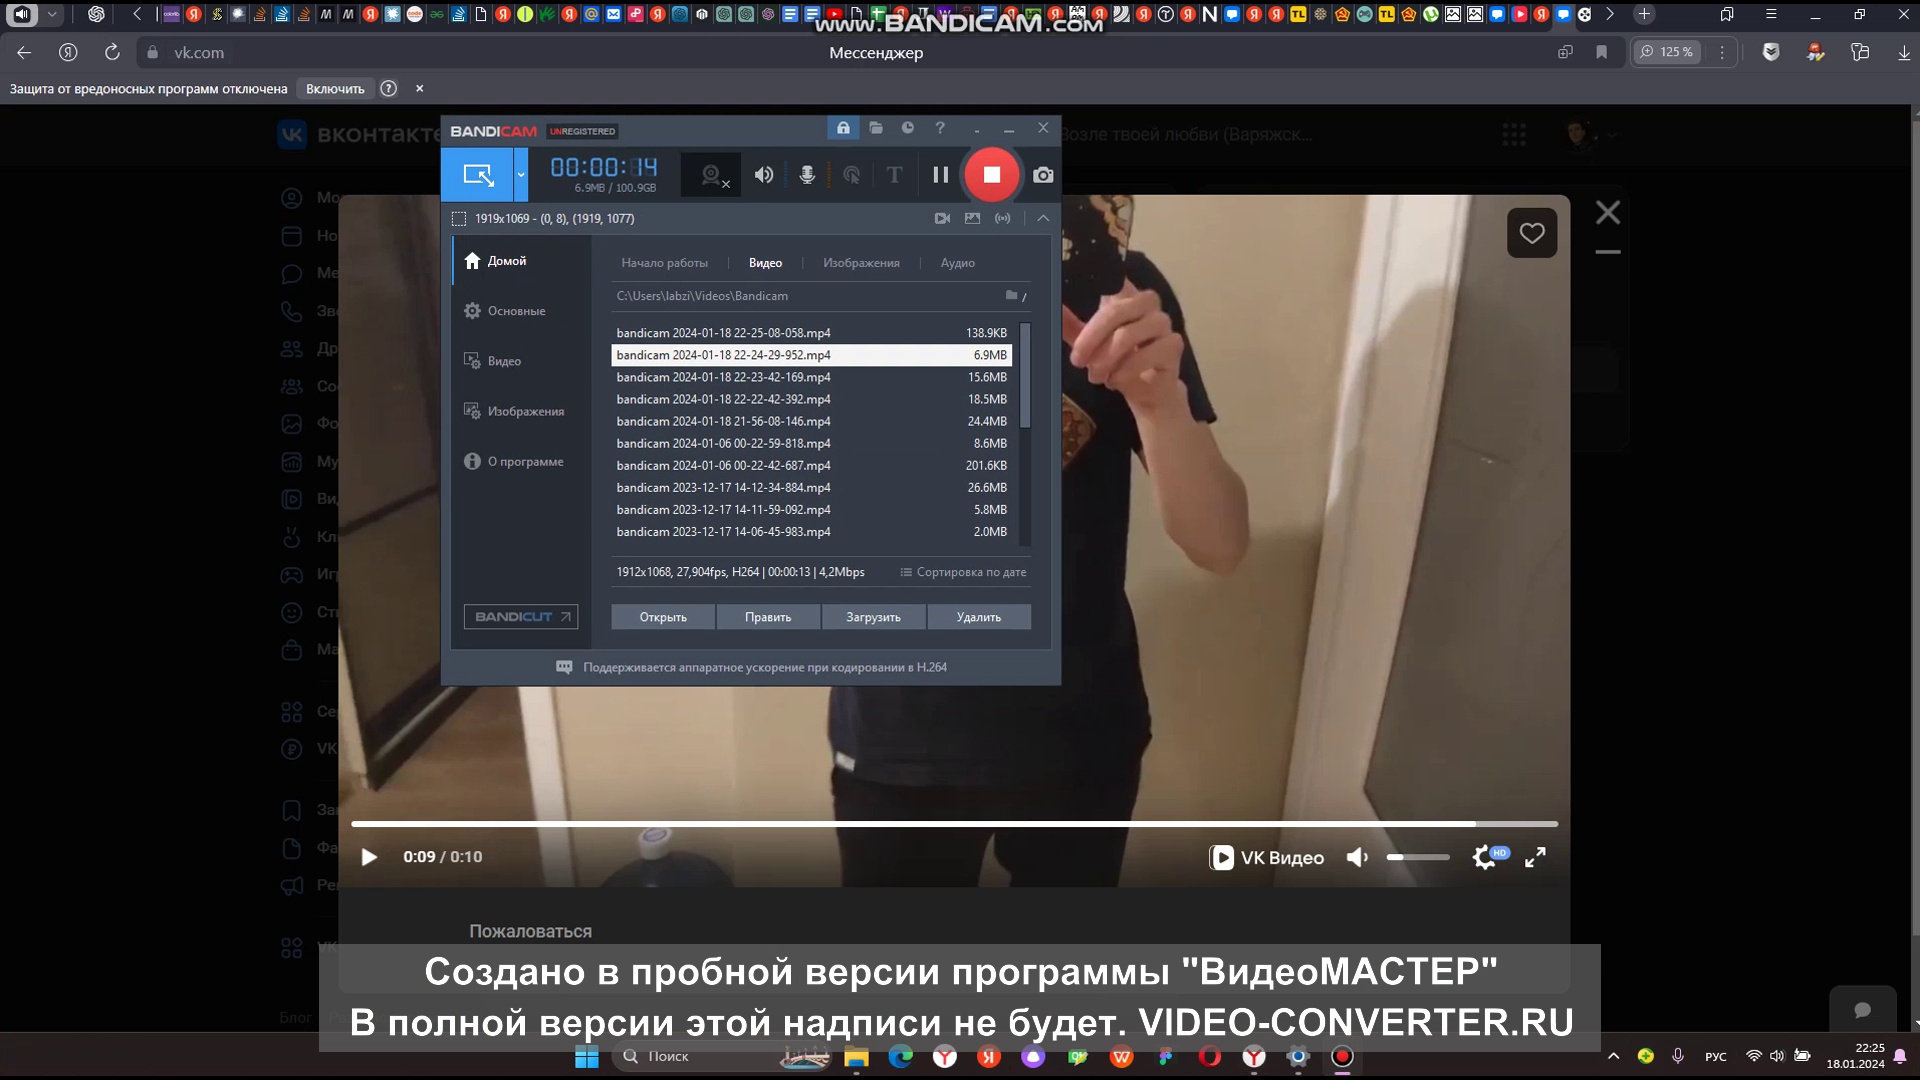 www.BANDICAM.com
vk.com
Мессенджер
125 %
Защита от вредоносных программ отключена
Включить
вконтакте
Возле твоей любви (Варяжск...
BANDICAM
UNREGISTERED
00:00:14
6.9MB / 100.9GB
1919x1069 - (0, 8), (1919, 1077)
Домой
Основные
Видео
Изображения
О программе
BANDICUT
Начало работы
Видео
Изображения
Аудио
C:\Users\labzi\Videos\Bandicam
bandicam 2024-01-18 22-25-08-058.mp4 138.9KB
bandicam 2024-01-18 22-24-29-952.mp4 6.9MB
bandicam 2024-01-18 22-23-42-169.mp4 15.6MB
bandicam 2024-01-18 22-22-42-392.mp4 18.5MB
bandicam 2024-01-18 21-56-08-146.mp4 24.4MB
bandicam 2024-01-06 00-22-59-818.mp4 8.6MB
bandicam 2024-01-06 00-22-42-687.mp4 201.6KB
bandicam 2023-12-17 14-12-34-884.mp4 26.6MB
bandicam 2023-12-17 14-11-59-092.mp4 5.8MB
bandicam 2023-12-17 14-06-45-983.mp4 2.0MB
1912x1068, 27,904fps, H264 | 00:00:13 | 4,2Mbps
Сортировка по дате
Открыть
Править
Загрузить
Удалить
Поддерживается аппаратное ускорение при кодировании в H.264
0:09 / 0:10
VK Видео
HD
Пожаловаться
Создано в пробной версии программы "ВидеоМАСТЕР"
В полной версии этой надписи не будет. VIDEO-CONVERTER.RU
Блог
Поиск
РУС
22:25
18.01.2024